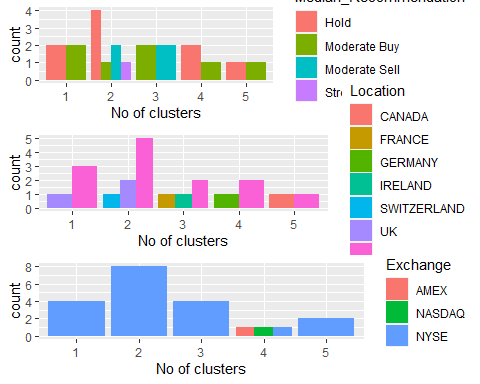 Median_Recommendation
4
3
2
1
0
count
1 2 3 4 5
No of clusters
Hold
Moderate Buy
Moderate Sell
Location
5
4
3
2
1
0
count
1 2 3 4 5
No of clusters
CANADA
FRANCE
GERMANY
IRELAND
SWITZERLAND
UK
8
6
4
2
0
count
1 2 3 4 5
No of clusters
Exchange
AMEX
NASDAQ
NYSE